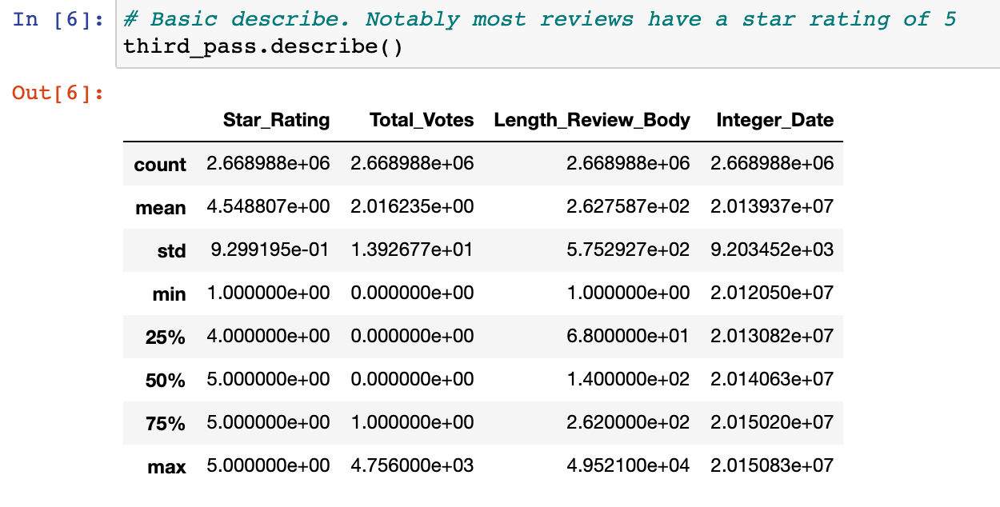 In [6]: # Basic describe. Notably most reviews have a star rating of 5
third_pass.describe()
Out[6]:
Star_Rating Total_Votes Length_Review_Body Integer_Date
count 2.668988e+06 2.668988e+06 2.668988e+06 2.668988e+06
mean 4.548807e+00 2.016235e+00 2.627587e+02 2.013937e+07
std 9.299195e-01 1.392677e+01 5.752927e+02 9.203452e+03
min 1.000000e+00 0.000000e+00 1.000000e+00 2.012050e+07
25% 4.000000e+00 0.000000e+00 6.800000e+01 2.013082e+07
50% 5.000000e+00 0.000000e+00 1.400000e+02 2.014063e+07
75% 5.000000e+00 1.000000e+00 2.620000e+02 2.015020e+07
max 5.000000e+00 4.756000e+03 4.952100e+04 2.015083e+07